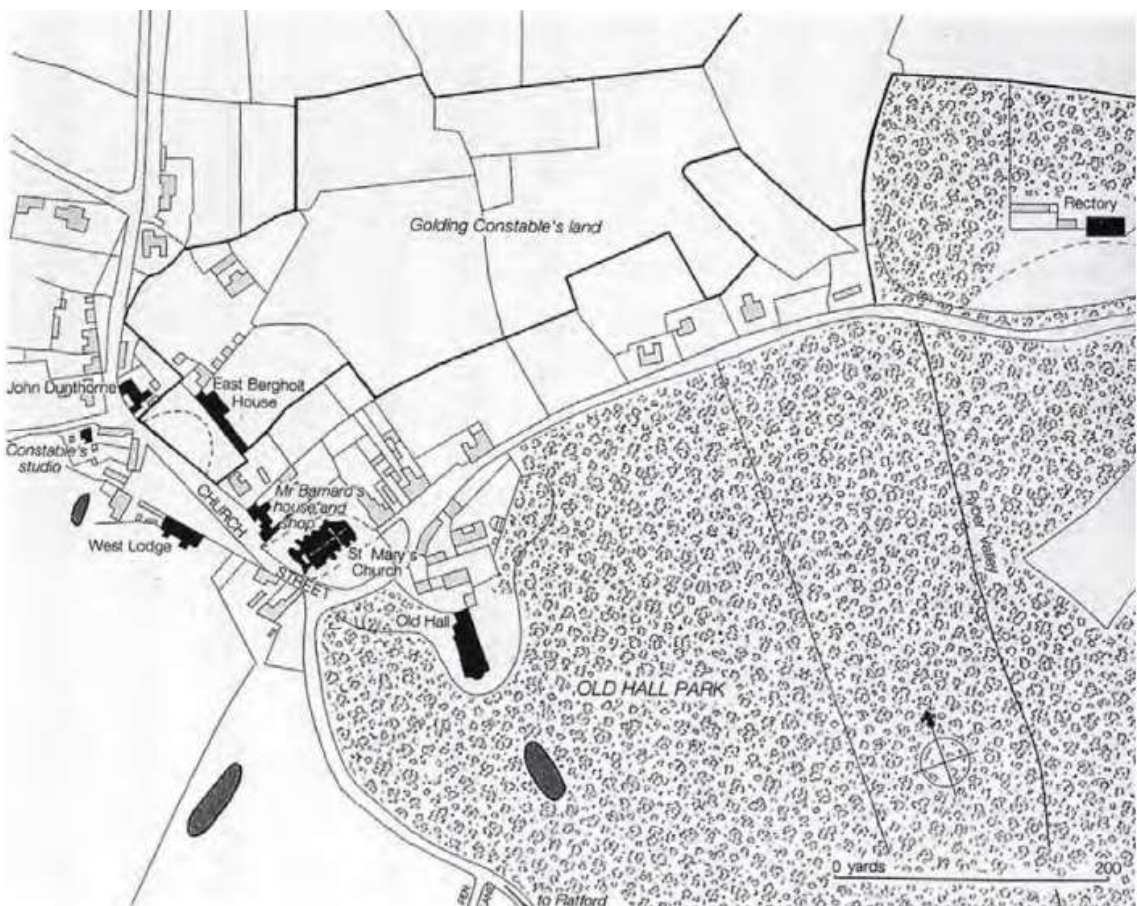 Rectory
Golding Constable's land
John Dunthorne
East Bergholt
House
Constable's
studio
CHURCH
STREET
Mr Barnard's
house and
shop
West Lodge
St Mary's
Church
Old Hall
Ryber Valley
OLD HALL PARK
0 yards 200
to Flatford